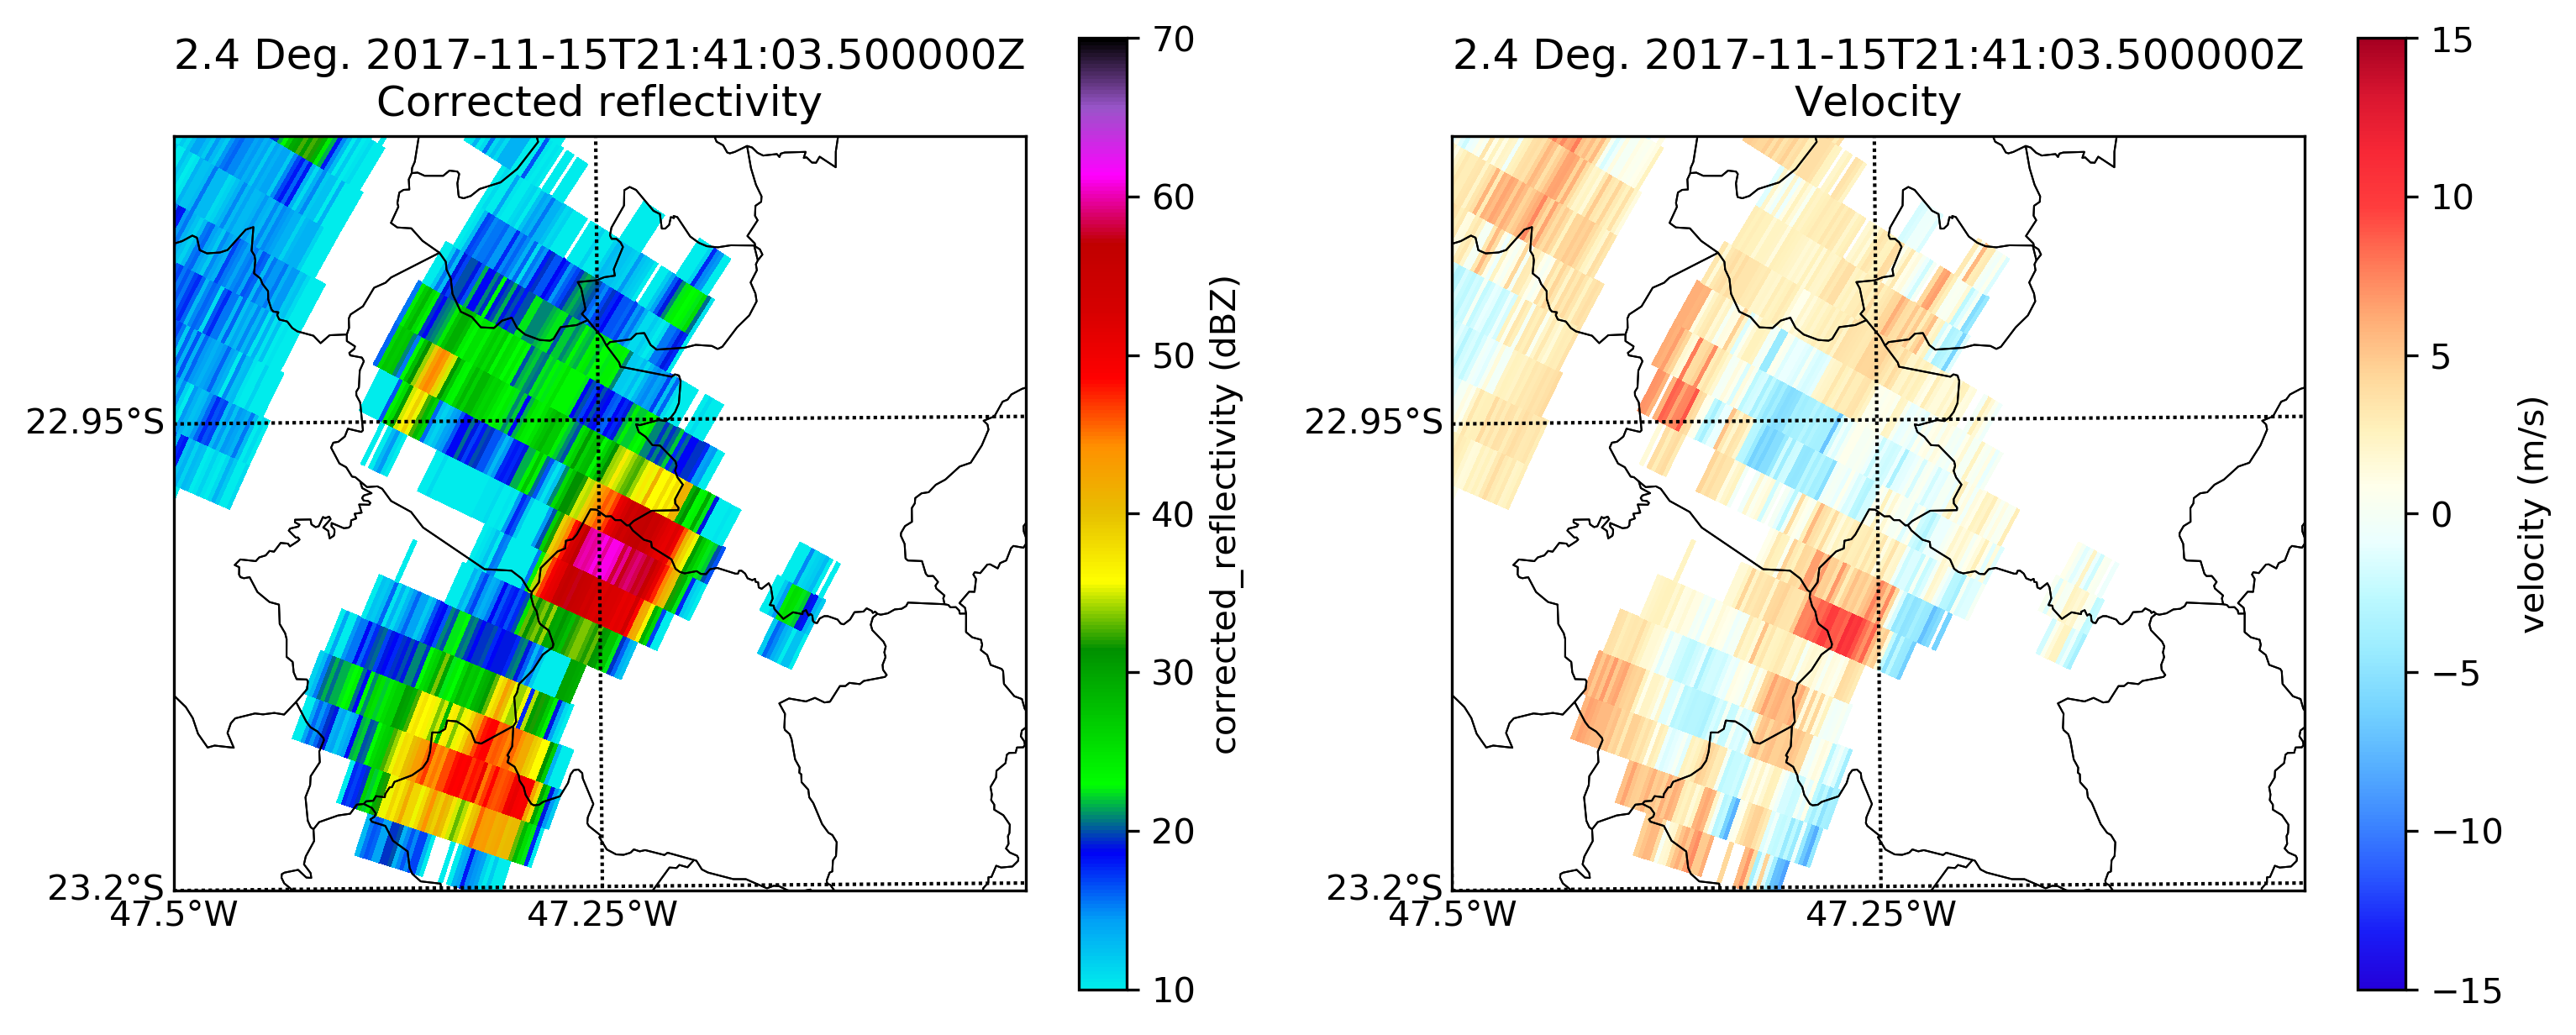 2.4 Deg. 2017-11-15T21:41:03.500000Z
Corrected reflectivity
22.95°S
23.2°S
47.5°W
47.25°W
70
60
50
40
30
20
10
corrected_reflectivity (dBZ)
2.4 Deg. 2017-11-15T21:41:03.500000Z
Velocity
22.95°S
23.2°S
47.5°W
47.25°W
15
10
5
0
−5
−10
−15
velocity (m/s)